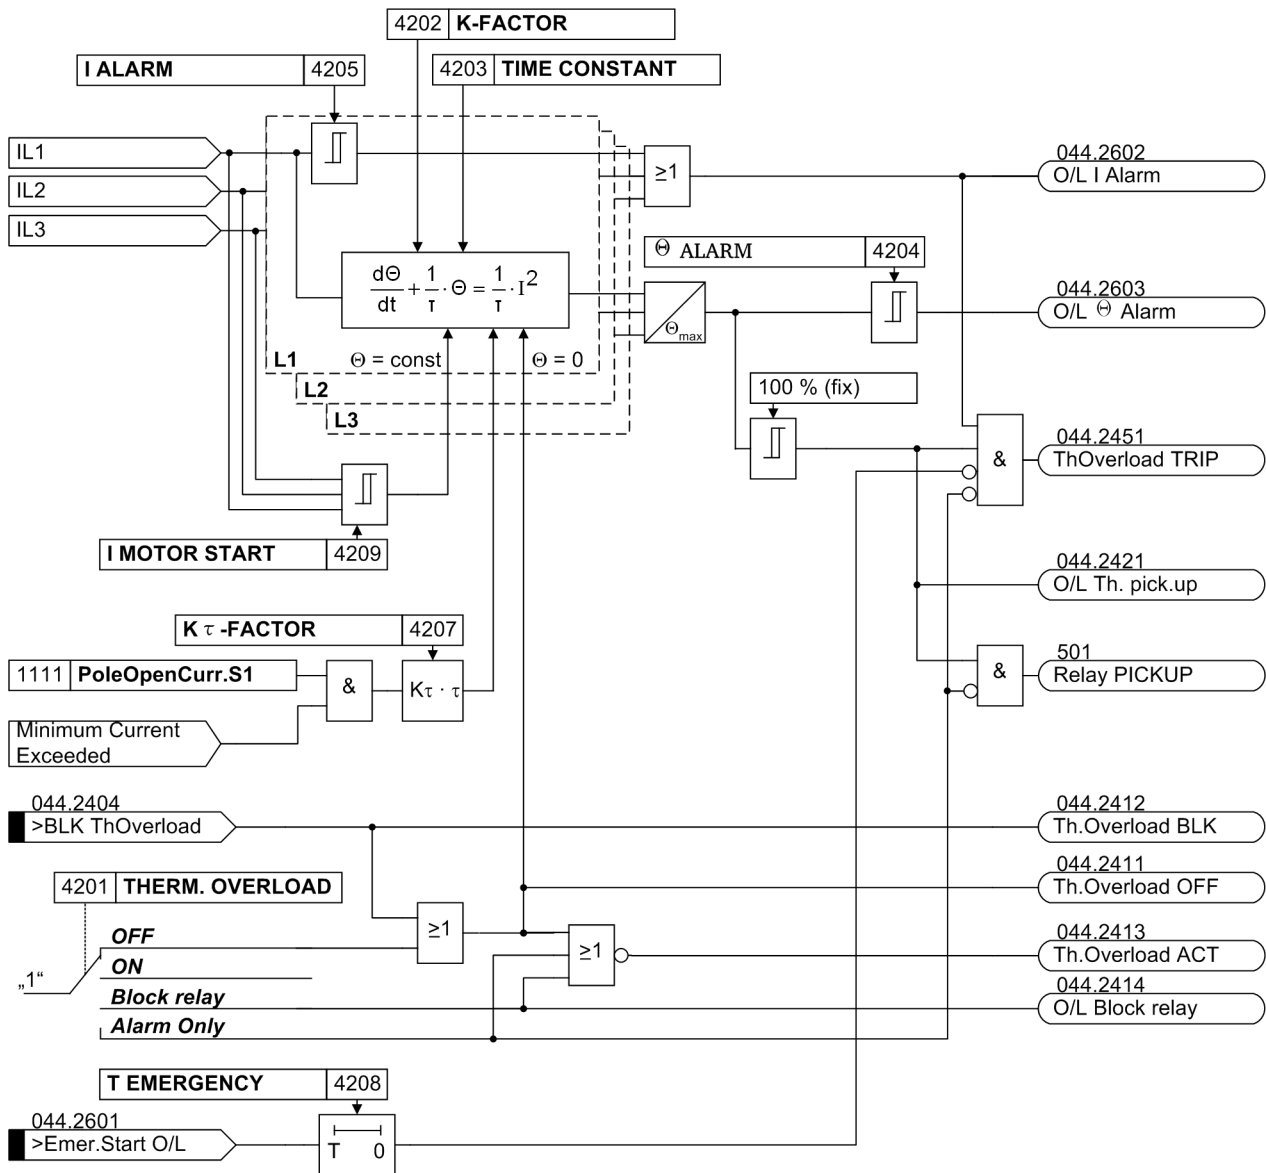 4202 K-FACTOR
I ALARM 4205
4203 TIME CONSTANT
IL1
IL2
IL3
≥1
044.2602
O/L I Alarm
Θ ALARM 4204
dΘ/dt + 1/τ · Θ = 1/τ · I²
Θmax
044.2603
O/L Θ Alarm
L1 Θ = const Θ = 0
L2
L3
100 % (fix)
&
044.2451
ThOverload TRIP
I MOTOR START 4209
044.2421
O/L Th. pick.up
K τ -FACTOR 4207
1111 PoleOpenCurr.S1
&
Kτ · τ
&
501
Relay PICKUP
Minimum Current
Exceeded
044.2404
>BLK ThOverload
044.2412
Th.Overload BLK
4201 THERM. OVERLOAD
044.2411
Th.Overload OFF
≥1
≥1
OFF
ON
„1“
Block relay
Alarm Only
044.2413
Th.Overload ACT
044.2414
O/L Block relay
T EMERGENCY 4208
044.2601
>Emer.Start O/L
T 0